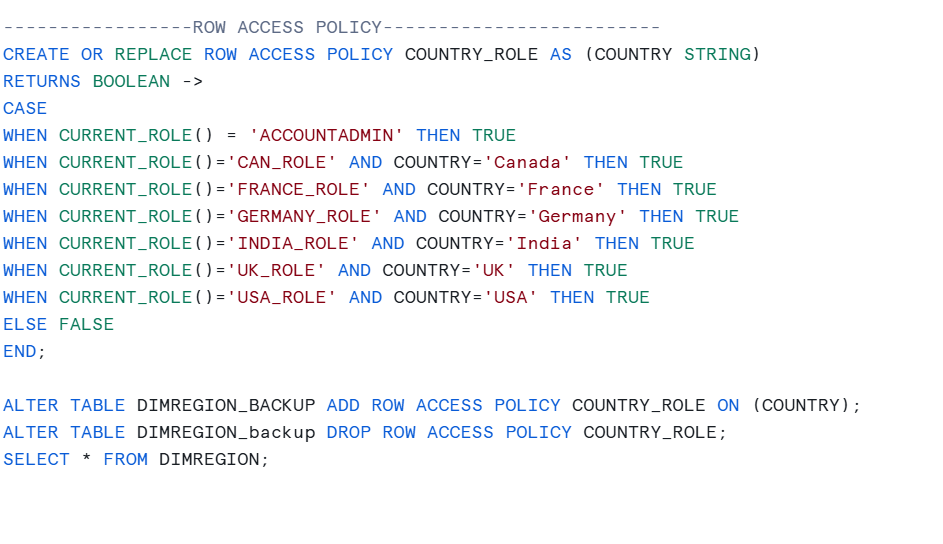 -----------------ROW ACCESS POLICY-------------------------
CREATE OR REPLACE ROW ACCESS POLICY COUNTRY_ROLE AS (COUNTRY STRING)
RETURNS BOOLEAN ->
CASE
WHEN CURRENT_ROLE() = 'ACCOUNTADMIN' THEN TRUE
WHEN CURRENT_ROLE()='CAN_ROLE' AND COUNTRY='Canada' THEN TRUE
WHEN CURRENT_ROLE()='FRANCE_ROLE' AND COUNTRY='France' THEN TRUE
WHEN CURRENT_ROLE()='GERMANY_ROLE' AND COUNTRY='Germany' THEN TRUE
WHEN CURRENT_ROLE()='INDIA_ROLE' AND COUNTRY='India' THEN TRUE
WHEN CURRENT_ROLE()='UK_ROLE' AND COUNTRY='UK' THEN TRUE
WHEN CURRENT_ROLE()='USA_ROLE' AND COUNTRY='USA' THEN TRUE
ELSE FALSE
END;
ALTER TABLE DIMREGION_BACKUP ADD ROW ACCESS POLICY COUNTRY_ROLE ON (COUNTRY);
ALTER TABLE DIMREGION_backup DROP ROW ACCESS POLICY COUNTRY_ROLE;
SELECT * FROM DIMREGION;